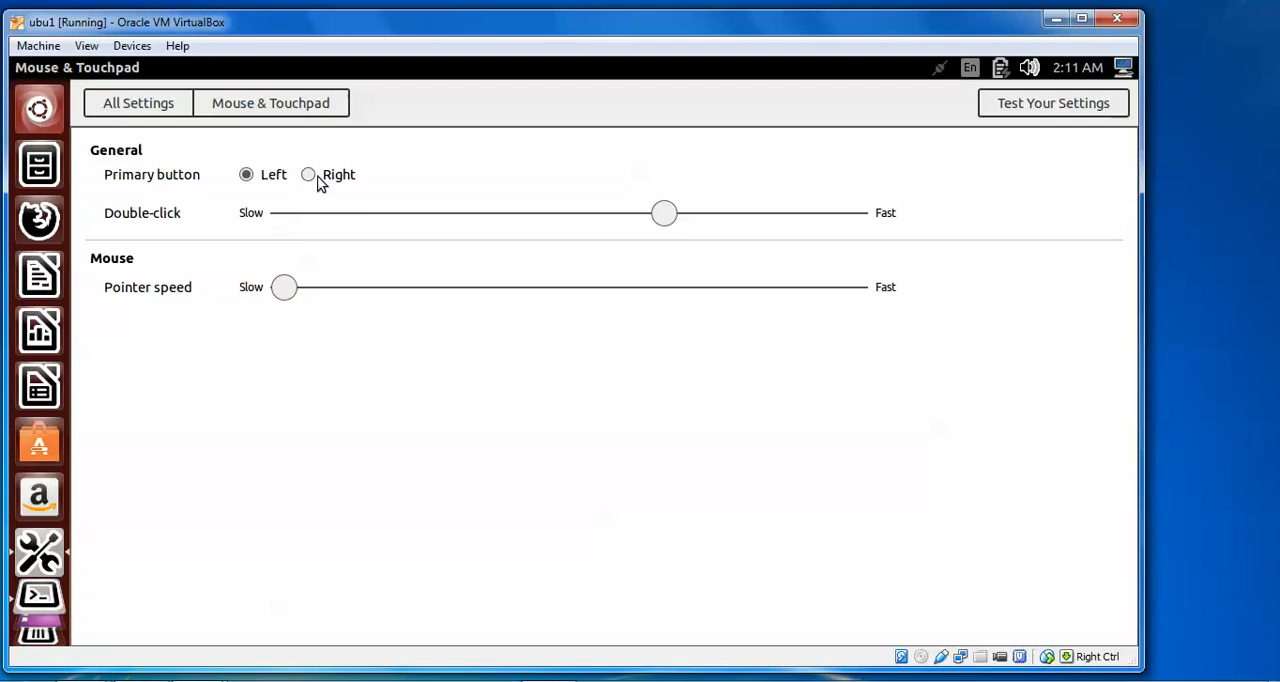 ubu1 [Running] - Oracle VM VirtualBox
Machine View Devices Help
Mouse & Touchpad En 2:11 AM
All Settings Mouse & Touchpad Test Your Settings
General
Primary button Left Right
Double-click Slow Fast
Mouse
Pointer speed Slow Fast
Right Ctrl